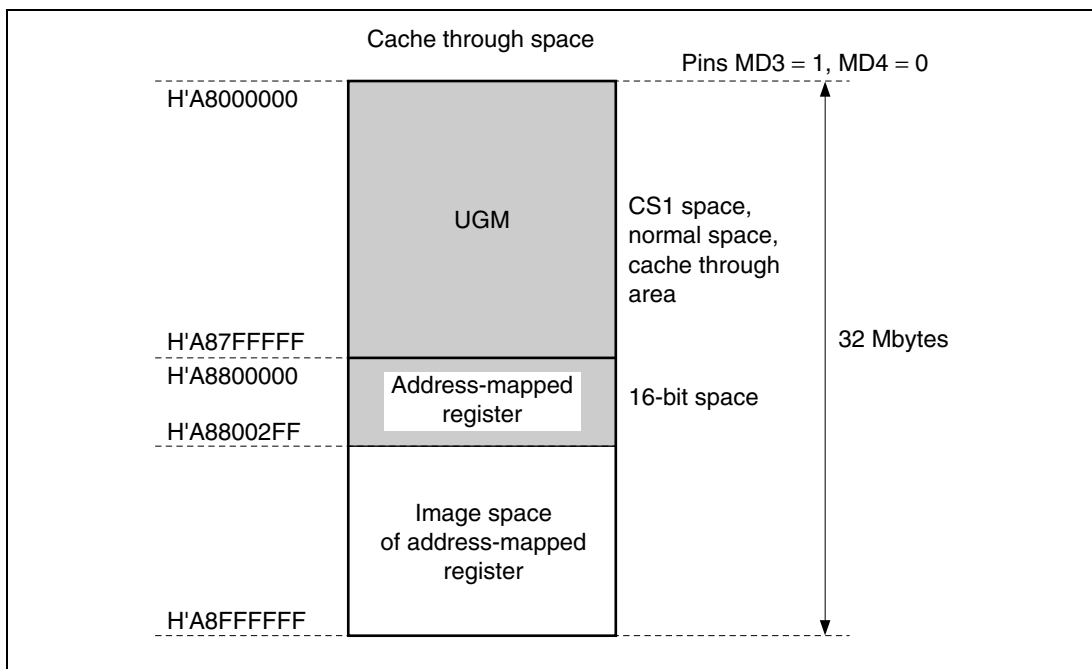 Cache through space
Pins MD3 = 1, MD4 = 0
H'A8000000
UGM
CS1 space,
normal space,
cache through
area
H'A87FFFFF
32 Mbytes
H'A8800000
Address-mapped
register
16-bit space
H'A88002FF
Image space
of address-mapped
register
H'A8FFFFFF